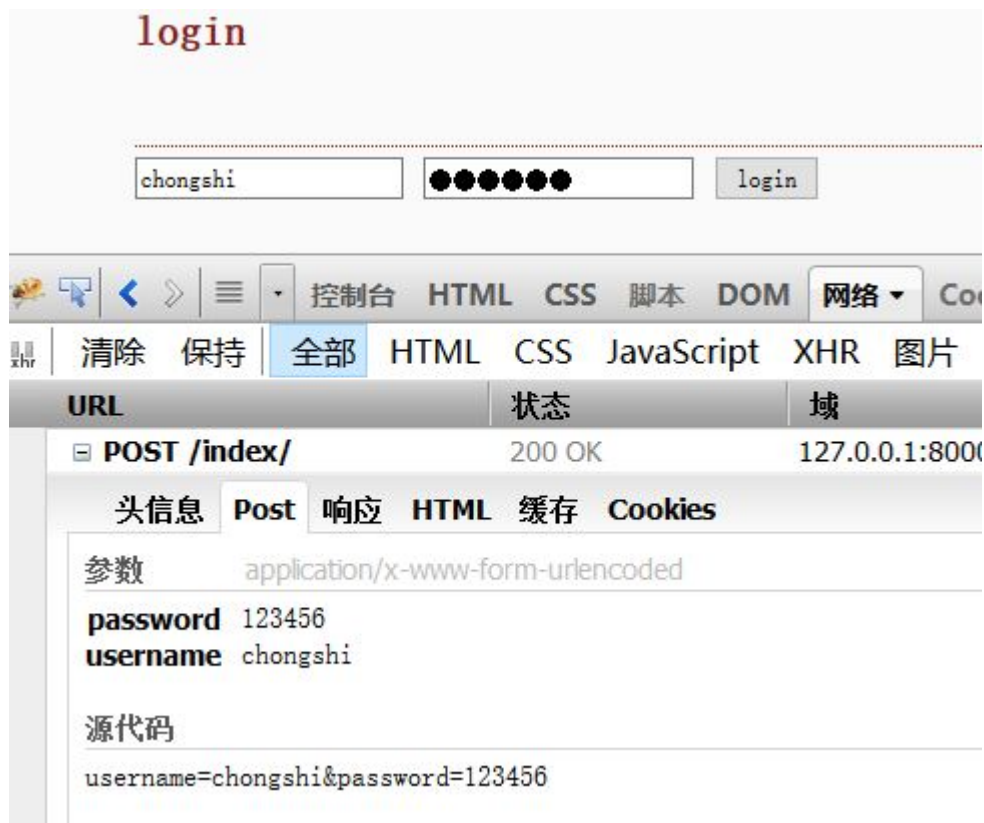 login
chongshi ●●●●●● login
控制台 HTML CSS 脚本 DOM 网络
xhr 清除 保持 全部 HTML CSS JavaScript XHR 图片
URL 状态 域
POST /index/ 200 OK 127.0.0.1:8000
头信息 Post 响应 HTML 缓存 Cookies
参数 application/x-www-form-urlencoded
password 123456
username chongshi
源代码
username=chongshi&password=123456